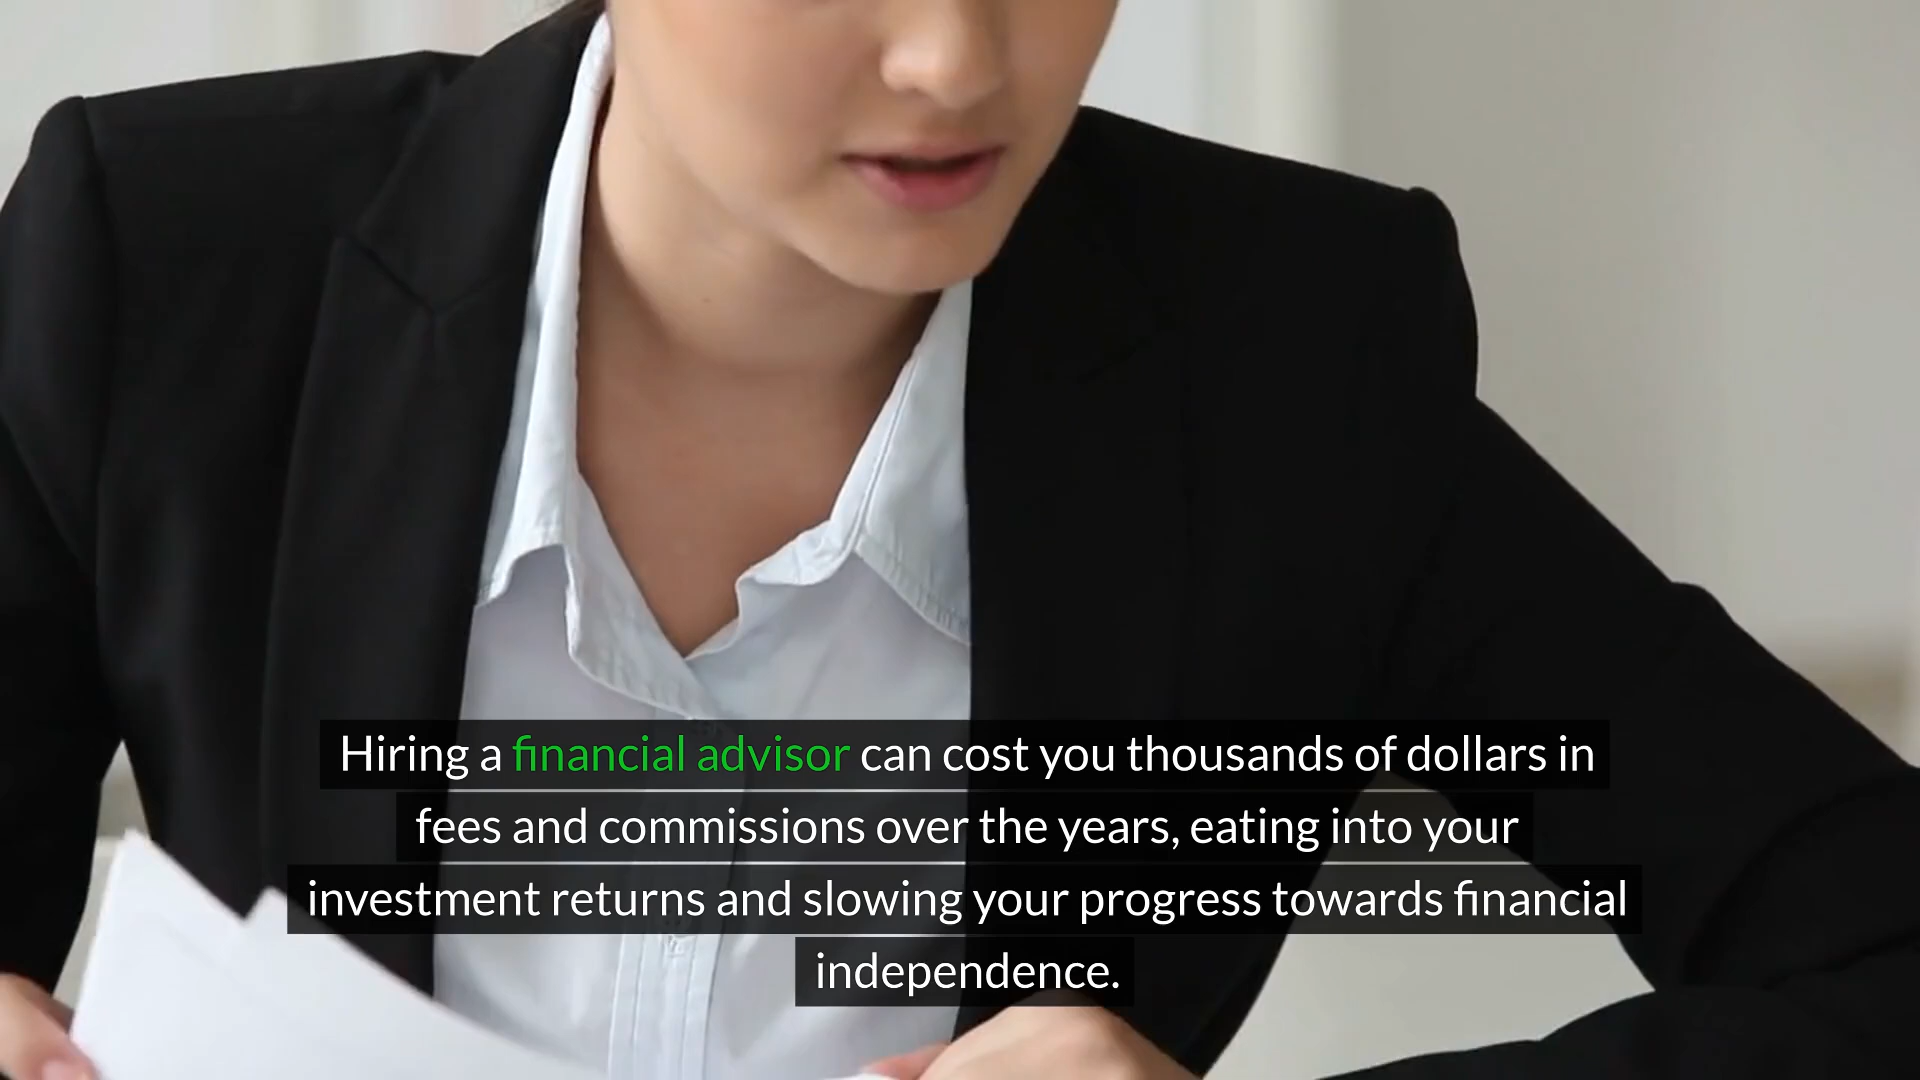 Hiring a financial advisor can cost you thousands of dollars in
fees and commissions over the years, eating into your
investment returns and slowing your progress towards financial
independence.